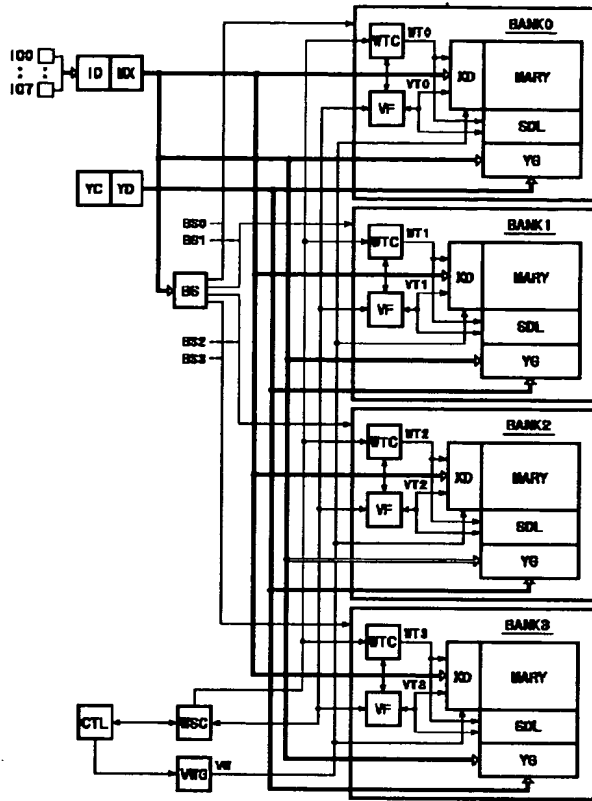 BANK0
IO0
IO7
IB MX
WTC WT0
XD MARY
VF VT0
SDL
YG
YC YD
BS0
BS1
BS
BS2
BS3
BANK1
WTC WT1
XD MARY
VF VT1
SDL
YG
BANK2
WTC WT2
XD MARY
VF VT2
SDL
YG
BANK3
WTC WT3
XD MARY
VF VT3
SDL
YG
CTL WSC
VWG VW